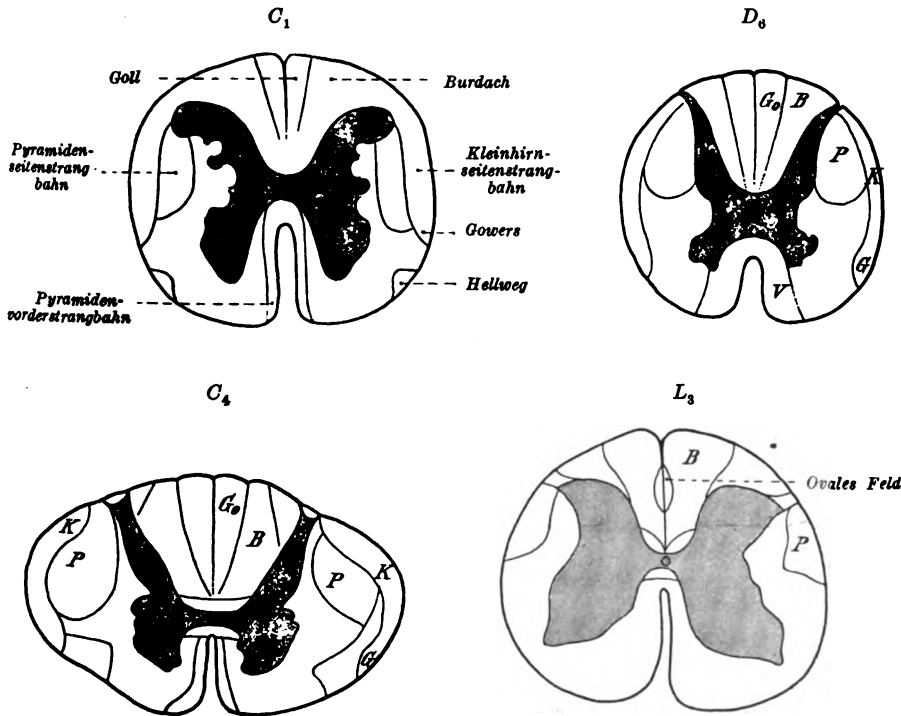 C₁
Goll
Burdach
Pyramiden-
seitenstrang
bahn
Kleinhirn-
seitenstrang-
bahn
Gowers
Hellweg
Pyramiden-
vorderstrangbahn
D₆
Go B
P
K
G
V
C₄
K
P
Go
B
P
K
G
L₃
B
Ovales Feld
P